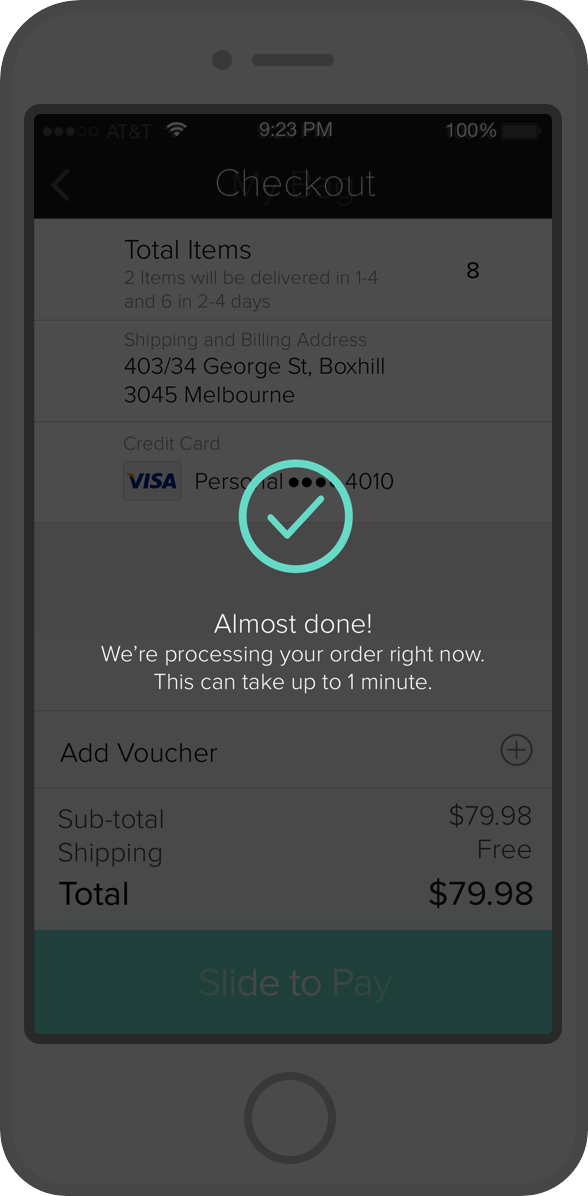 AT&T 9:23 PM 100%
Checkout
Total Items
8
2 Items will be delivered in 1-4
and 6 in 2-4 days
Shipping and Billing Address
403/34 George St, Boxhill
3045 Melbourne
Credit Card
VISA Personal ●●●● 4010
Almost done!
We’re processing your order right now.
This can take up to 1 minute.
Add Voucher
Sub-total $79.98
Shipping Free
Total $79.98
Slide to Pay